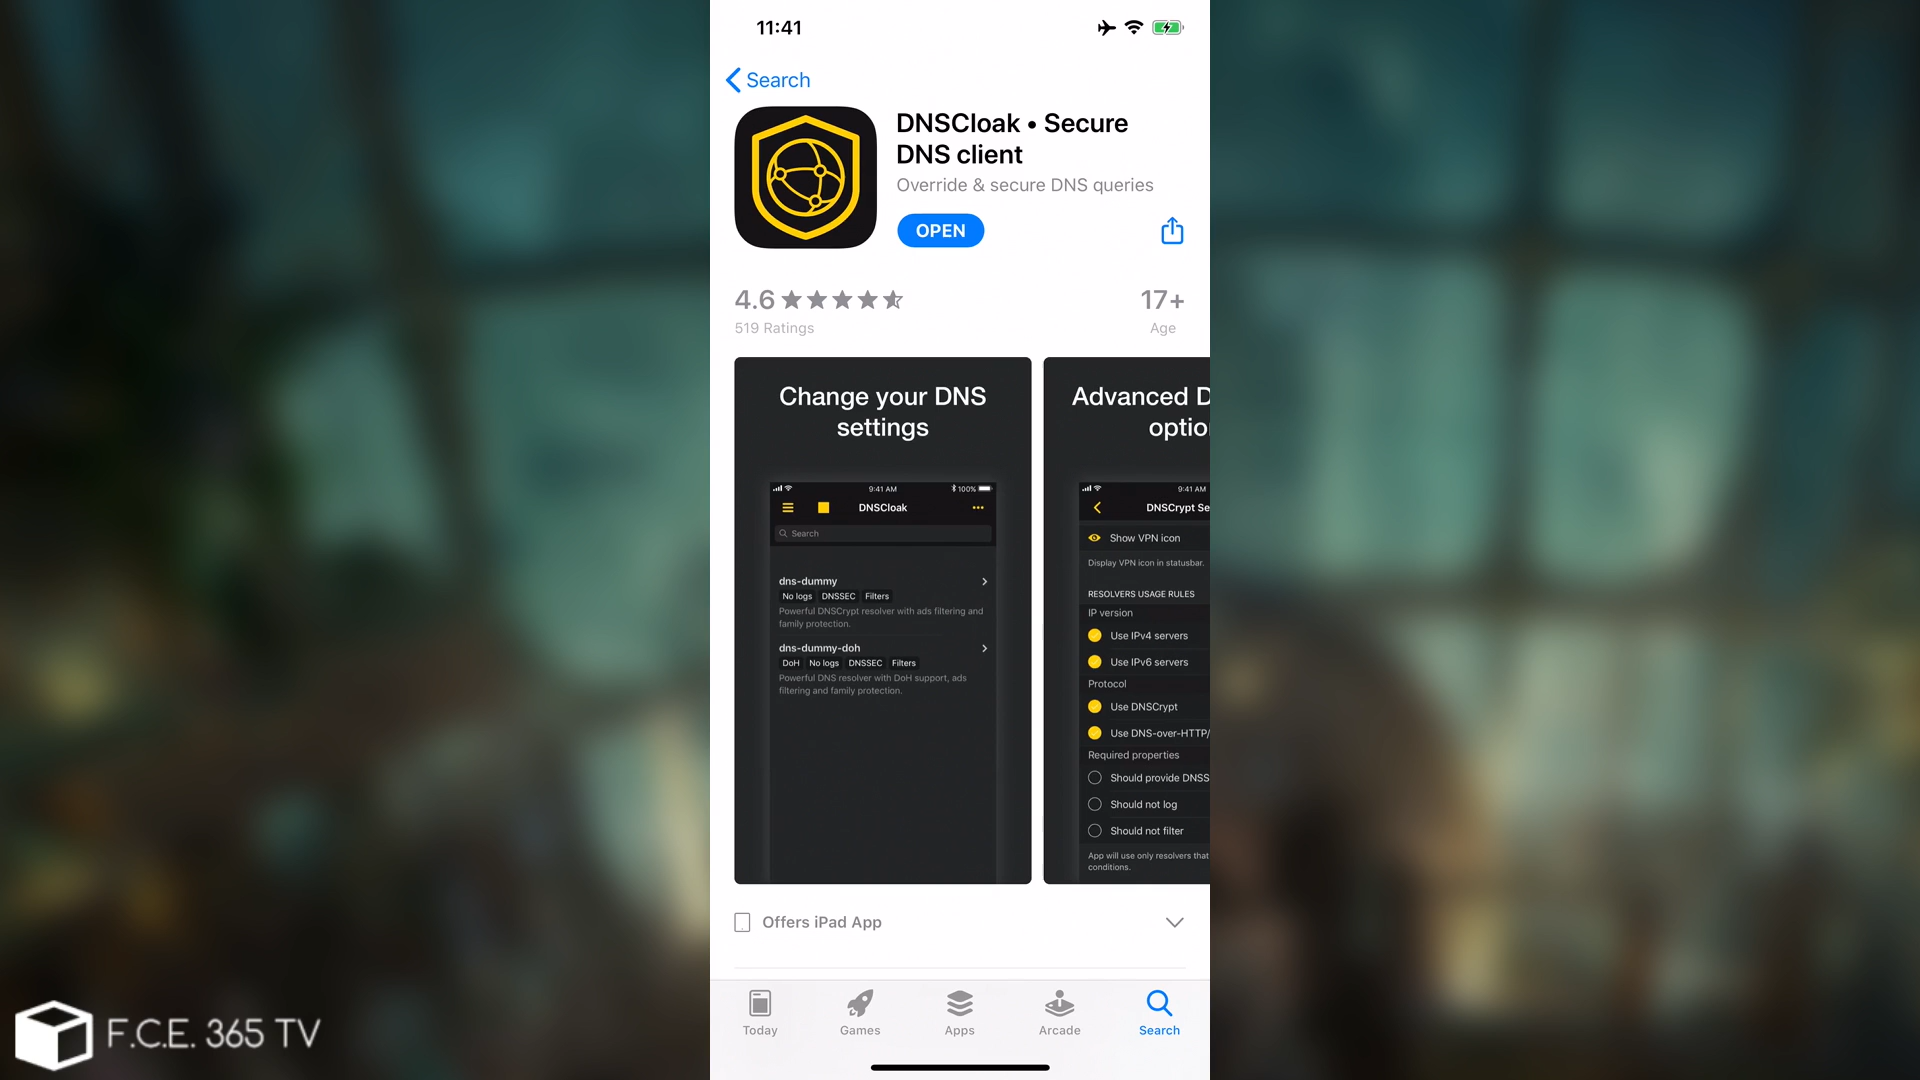 11:41
Search
DNSCloak • Secure
DNS client
Override & secure DNS queries
OPEN
4.6
519 Ratings
17+
Age
Change your DNS
settings
9:41 AM
100%
DNSCloak
Search
dns-dummy
No logs DNSSEC Filters
Powerful DNSCrypt resolver with ads filtering and
family protection.
dns-dummy-doh
DoH No logs DNSSEC Filters
Powerful DNS resolver with DoH support, ads
filtering and family protection.
Advanced D
optio
9:41 AM
DNSCrypt Se
Show VPN icon
Display VPN icon in statusbar.
RESOLVERS USAGE RULES
IP version
Use IPv4 servers
Use IPv6 servers
Protocol
Use DNSCrypt
Use DNS-over-HTTP/
Required properties
Should provide DNSS
Should not log
Should not filter
App will use only resolvers that
conditions.
Offers iPad App
Today
Games
Apps
Arcade
Search
F.C.E. 365 TV